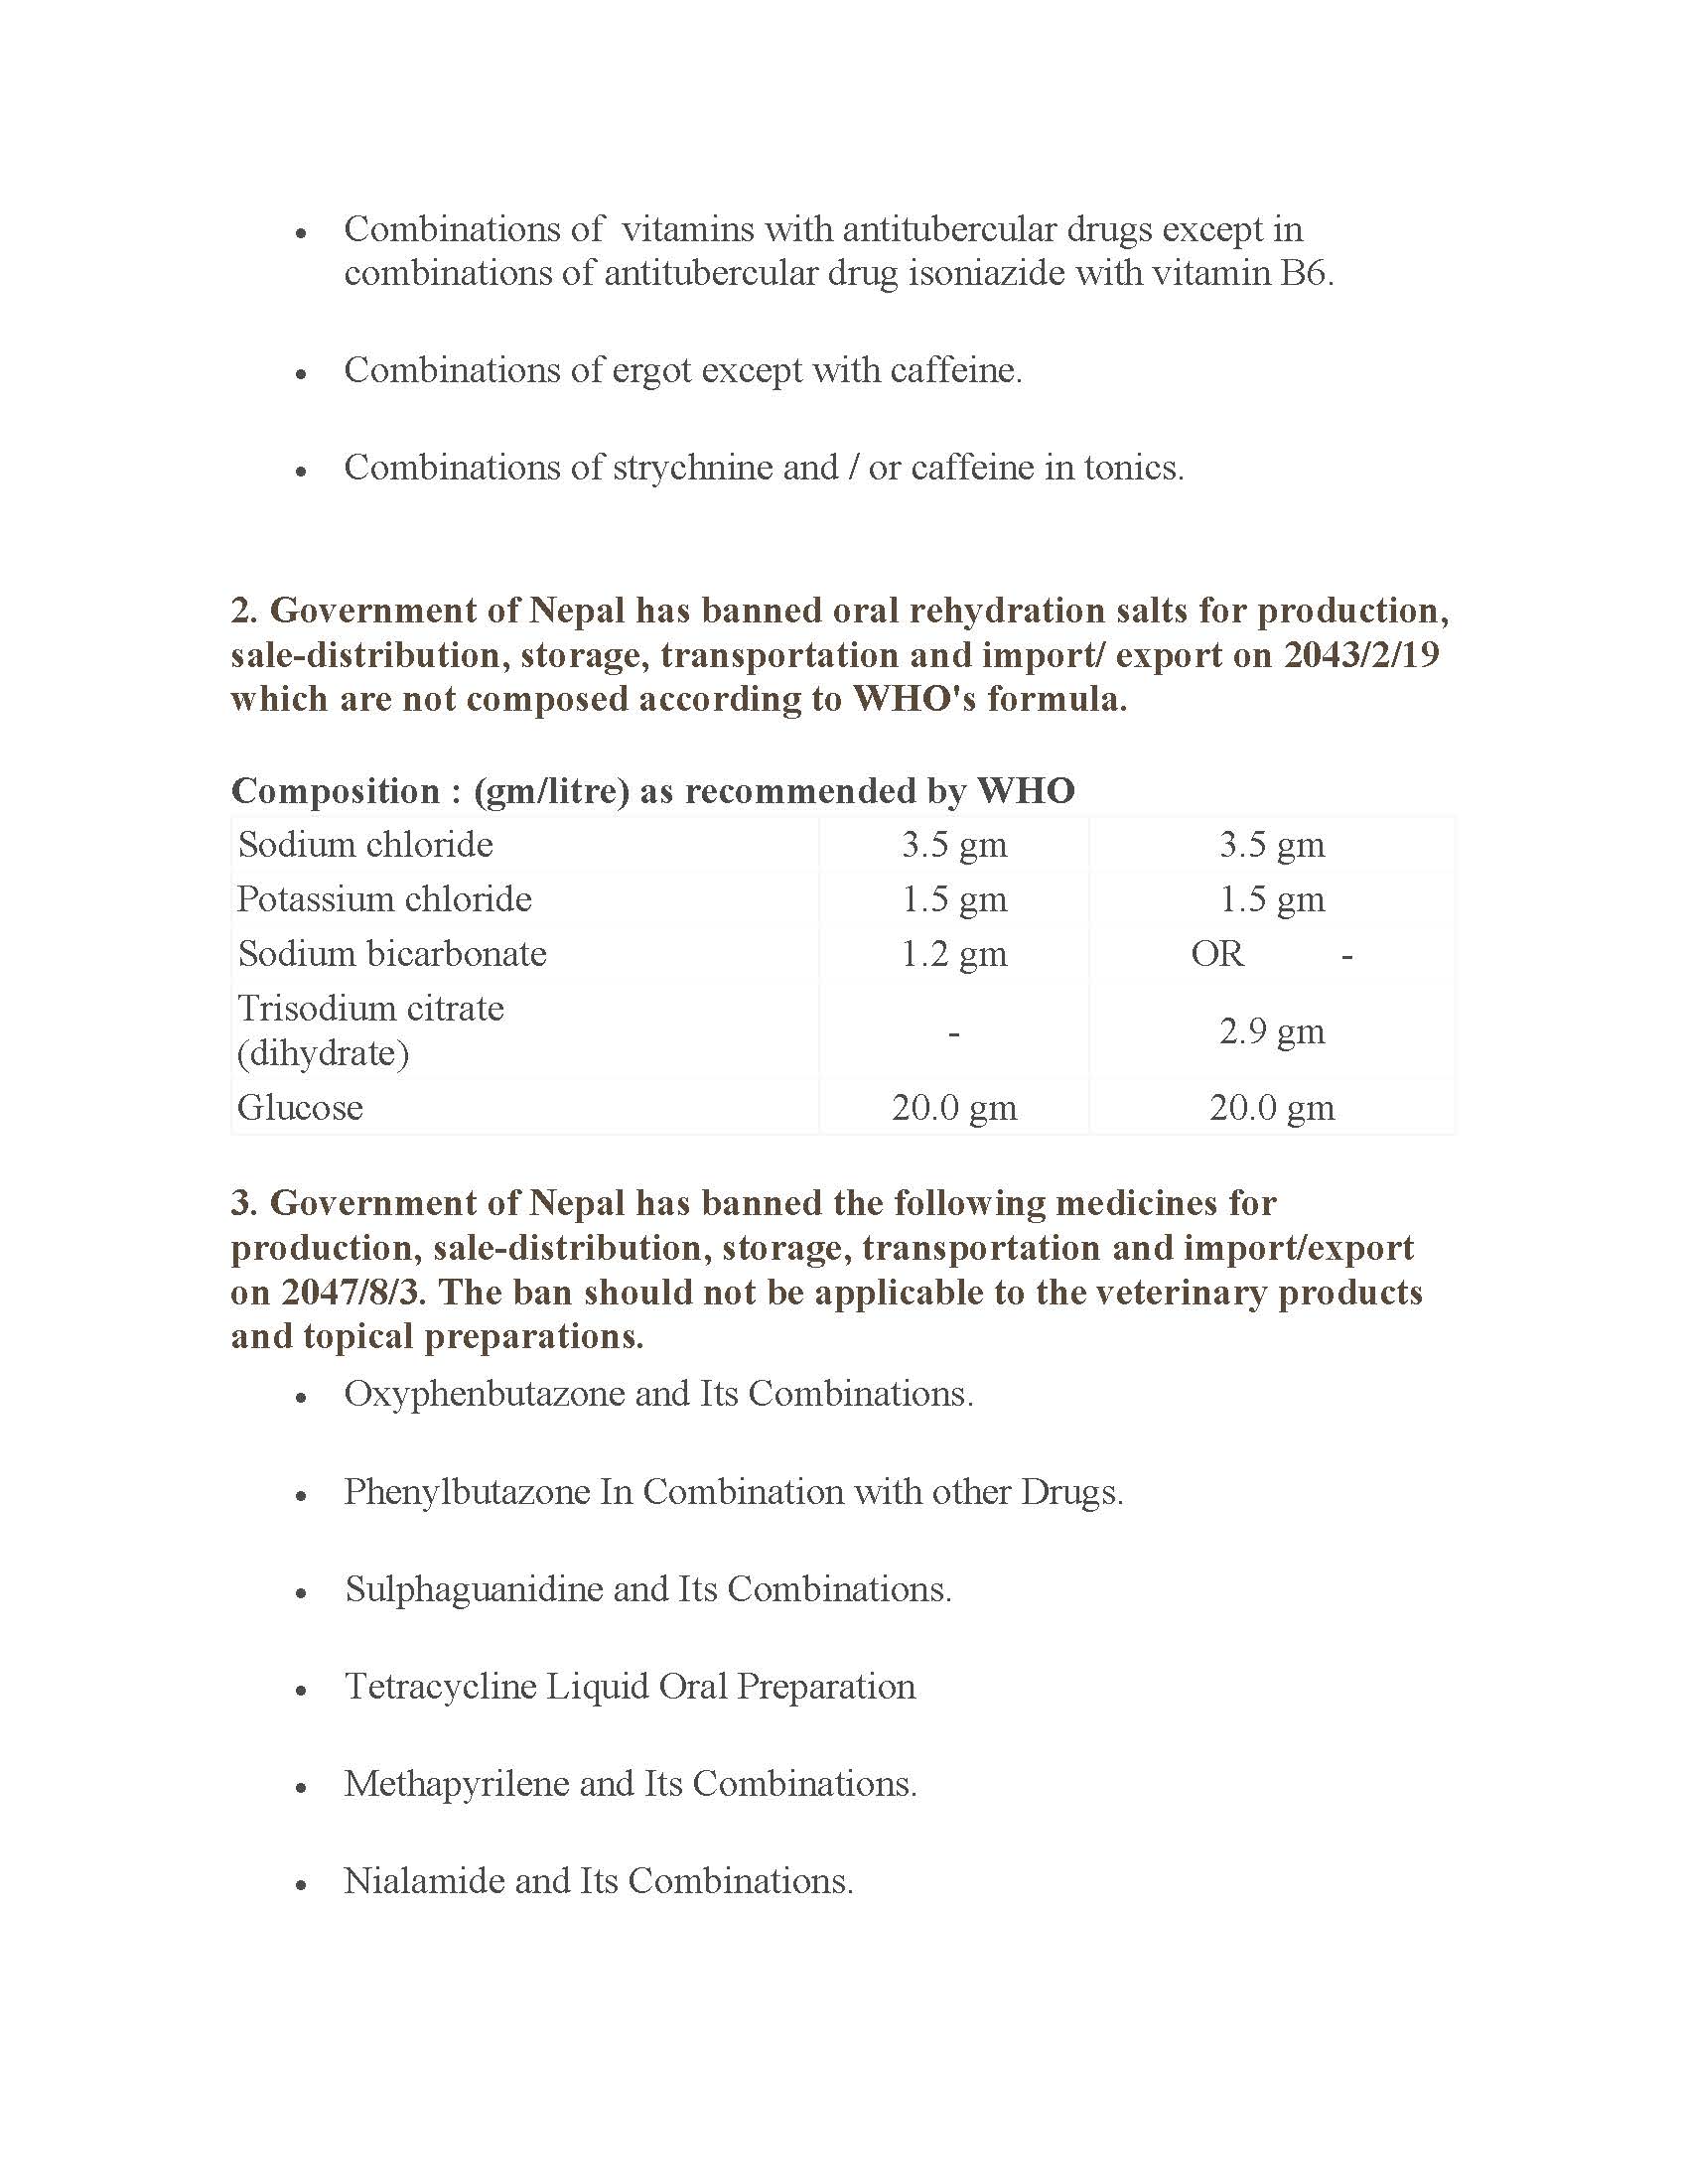 • Combinations of  vitamins with antitubercular drugs except in
combinations of antitubercular drug isoniazide with vitamin B6.
• Combinations of ergot except with caffeine.
• Combinations of strychnine and / or caffeine in tonics.
2. Government of Nepal has banned oral rehydration salts for production,
sale-distribution, storage, transportation and import/ export on 2043/2/19
which are not composed according to WHO's formula.
Composition : (gm/litre) as recommended by WHO
Sodium chloride 3.5 gm 3.5 gm
Potassium chloride 1.5 gm 1.5 gm
Sodium bicarbonate 1.2 gm OR -
Trisodium citrate
(dihydrate) - 2.9 gm
Glucose 20.0 gm 20.0 gm
3. Government of Nepal has banned the following medicines for
production, sale-distribution, storage, transportation and import/export
on 2047/8/3. The ban should not be applicable to the veterinary products
and topical preparations.
• Oxyphenbutazone and Its Combinations.
• Phenylbutazone In Combination with other Drugs.
• Sulphaguanidine and Its Combinations.
• Tetracycline Liquid Oral Preparation
• Methapyrilene and Its Combinations.
• Nialamide and Its Combinations.